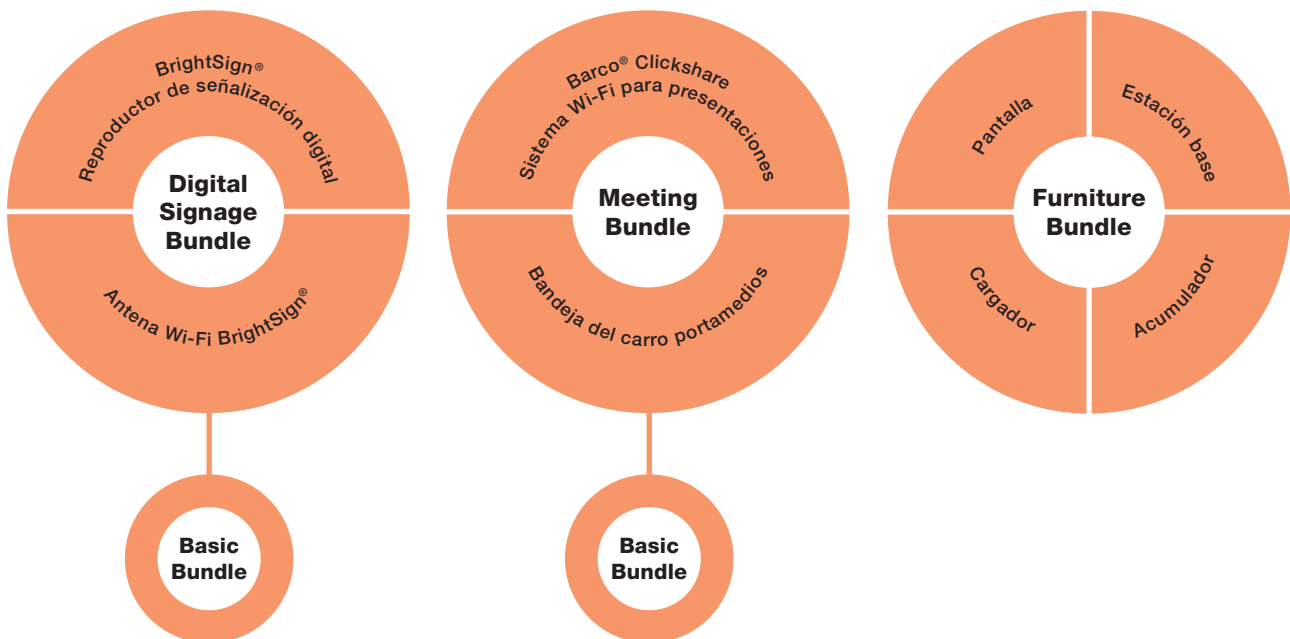 BrightSign®
Reproductor de señalización digital
Digital
Signage
Bundle
Antena Wi-Fi BrightSign®
Basic
Bundle
Barco® Clickshare
Sistema Wi-Fi para presentaciones
Meeting
Bundle
Bandeja del carro portamedios
Basic
Bundle
Pantalla
Estación base
Furniture
Bundle
Cargador
Acumulador